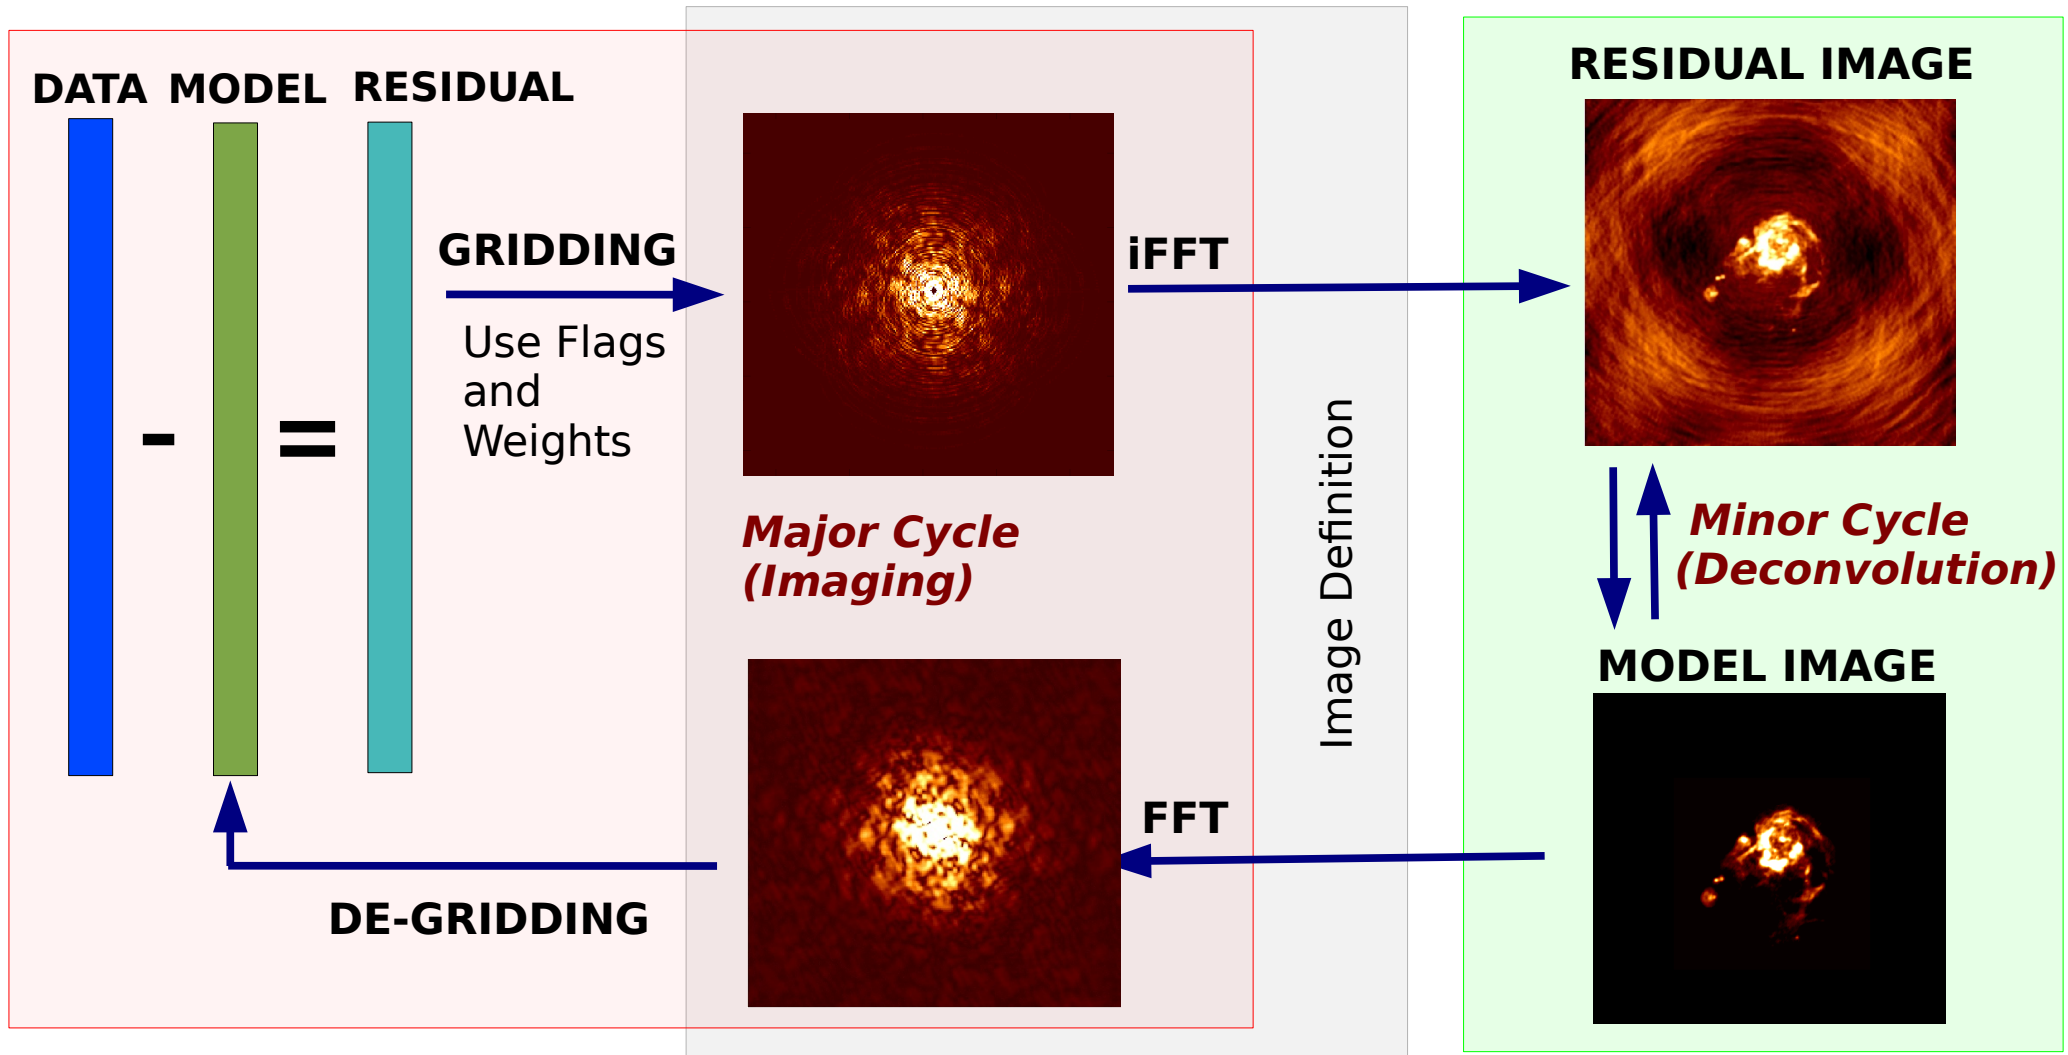 DATA MODEL RESIDUAL
-
=
GRIDDING
Use Flags
and
Weights
iFFT
Major Cycle
(Imaging)
Image Definition
FFT
DE-GRIDDING
RESIDUAL IMAGE
Minor Cycle
(Deconvolution)
MODEL IMAGE